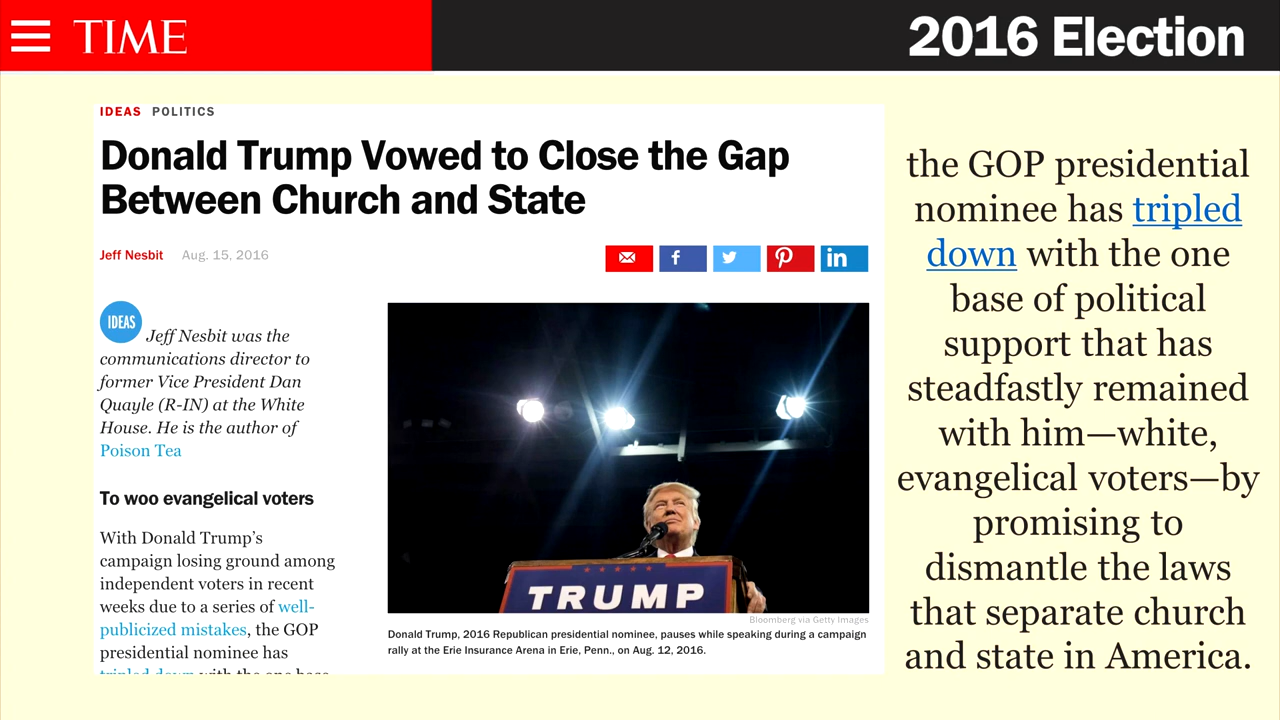 TIME
2016 Election
IDEAS POLITICS
Donald Trump Vowed to Close the Gap
Between Church and State
Jeff Nesbit Aug. 15, 2016
f
in
IDEAS
Jeff Nesbit was the
communications director to
former Vice President Dan
Quayle (R-IN) at the White
House. He is the author of
Poison Tea
To woo evangelical voters
With Donald Trump’s
campaign losing ground among
independent voters in recent
weeks due to a series of well-
publicized mistakes, the GOP
presidential nominee has
tripled down with the one base
TRUMP
Bloomberg via Getty Images
Donald Trump, 2016 Republican presidential nominee, pauses while speaking during a campaign
rally at the Erie Insurance Arena in Erie, Penn., on Aug. 12, 2016.
the GOP presidential
nominee has tripled
down with the one
base of political
support that has
steadfastly remained
with him—white,
evangelical voters—by
promising to
dismantle the laws
that separate church
and state in America.